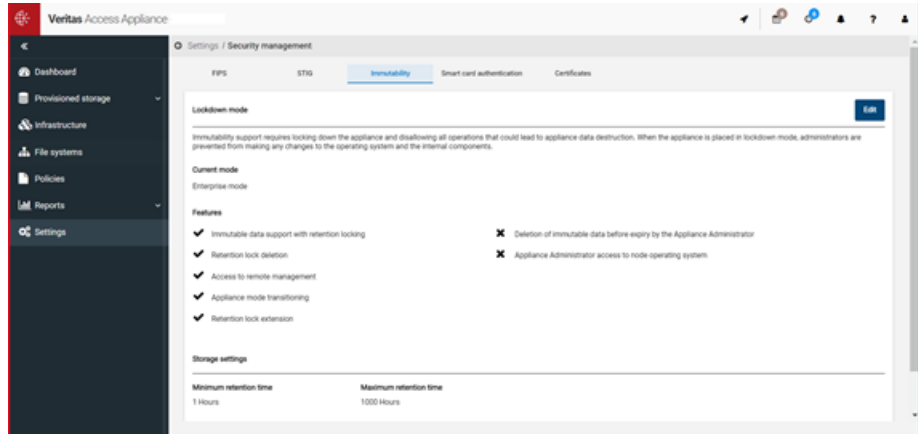 Veritas Access Appliance
?
«
Settings / Security management
Dashboard
Provisioned storage
Infrastructure
File systems
Policies
Reports
Settings
FIPS
STIG
Immutability
Smart card authentication
Certificates
Lockdown mode
Edit
Immutability support requires locking down the appliance and disallowing all operations that could lead to appliance data destruction. When the appliance is placed in lockdown mode, administrators are
prevented from making any changes to the operating system and the internal components.
Current mode
Enterprise mode
Features
Immutable data support with retention locking
Retention lock deletion
Access to remote management
Appliance mode transitioning
Retention lock extension
Deletion of immutable data before expiry by the Appliance Administrator
Appliance Administrator access to node operating system
Storage settings
Minimum retention time
Maximum retention time
1 Hours
1000 Hours